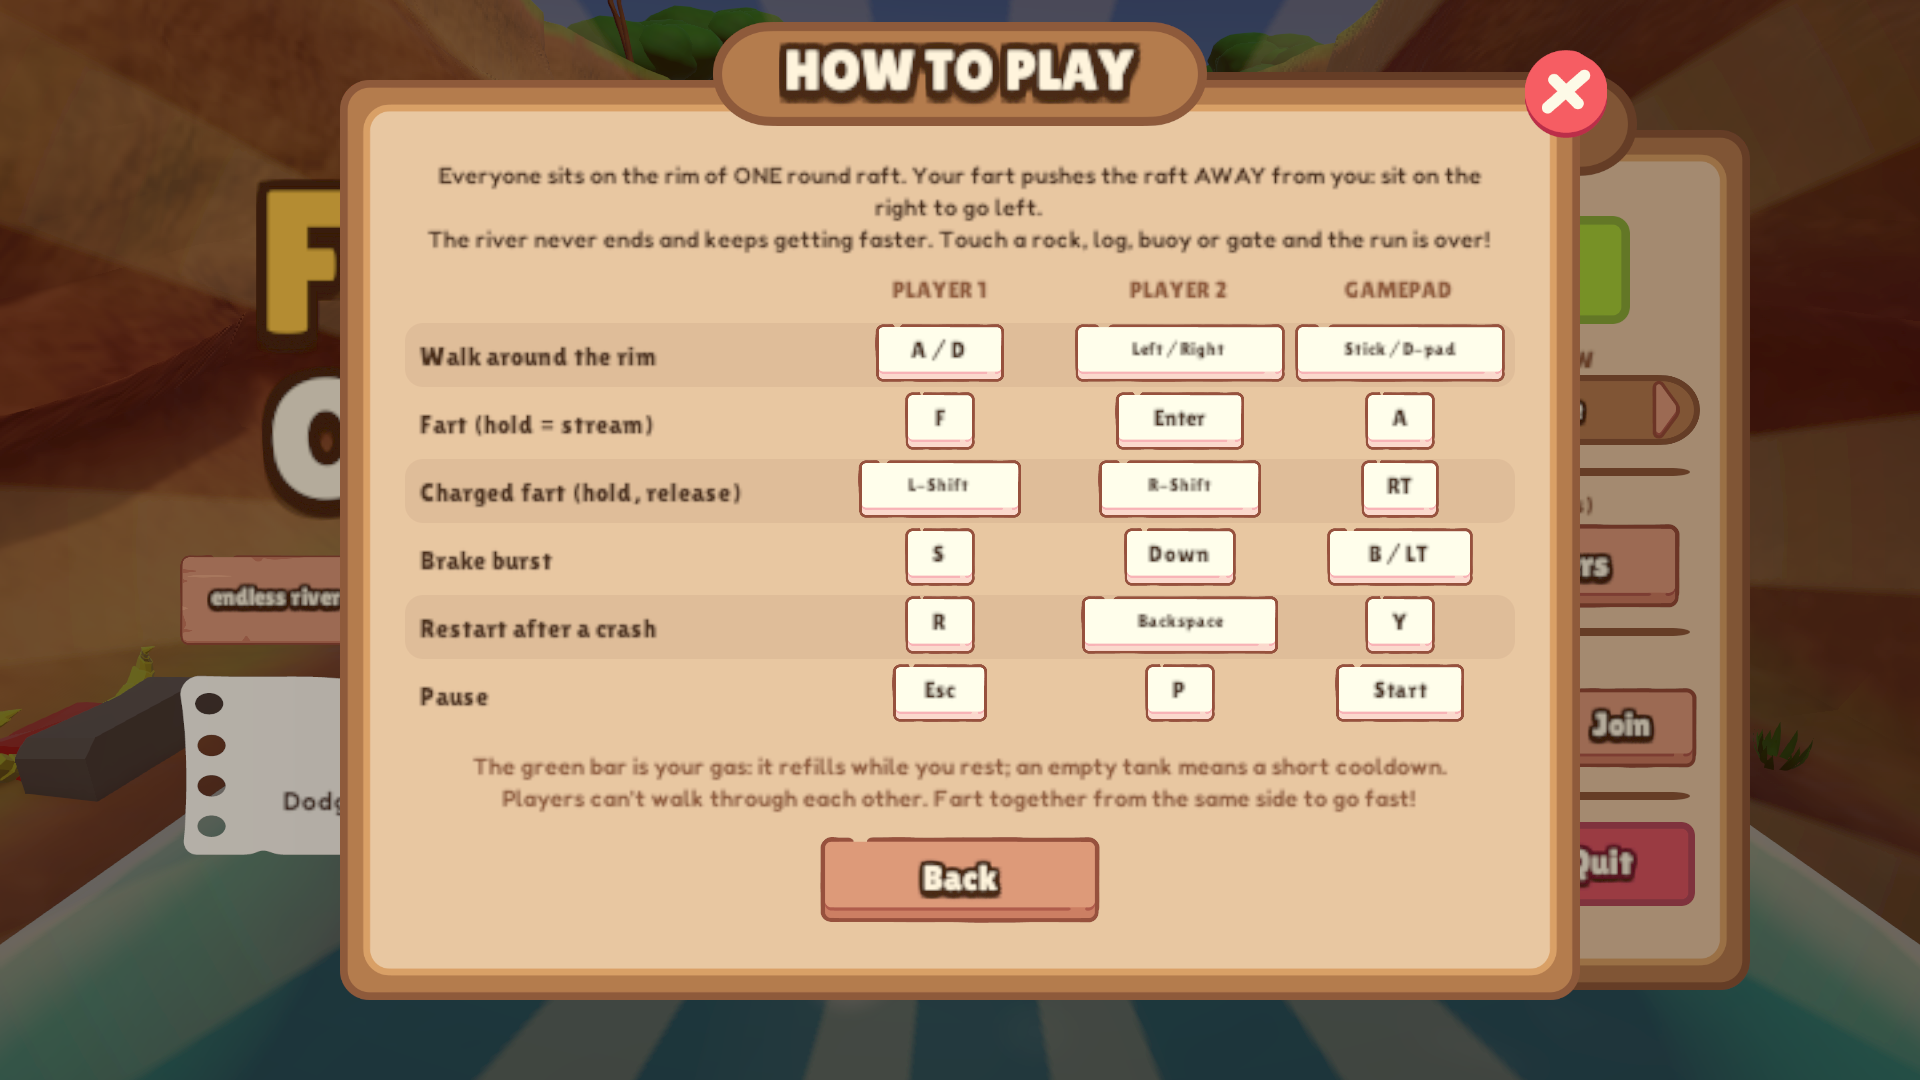 HOW TO PLAY
Everyone sits on the rim of ONE round raft. Your fart pushes the raft AWAY from you: sit on the
right to go left.
The river never ends and keeps getting faster. Touch a rock, log, buoy or gate and the run is over!
PLAYER 1 PLAYER 2 GAMEPAD
Walk around the rim A / D Left / Right Stick / D-pad
Fart (hold = stream) F Enter A
Charged fart (hold, release) L-Shift R-Shift RT
Brake burst S Down B / LT
Restart after a crash R Backspace Y
Pause Esc P Start
The green bar is your gas: it refills while you rest; an empty tank means a short cooldown.
Players can't walk through each other. Fart together from the same side to go fast!
Back
endless river
Join
Quit